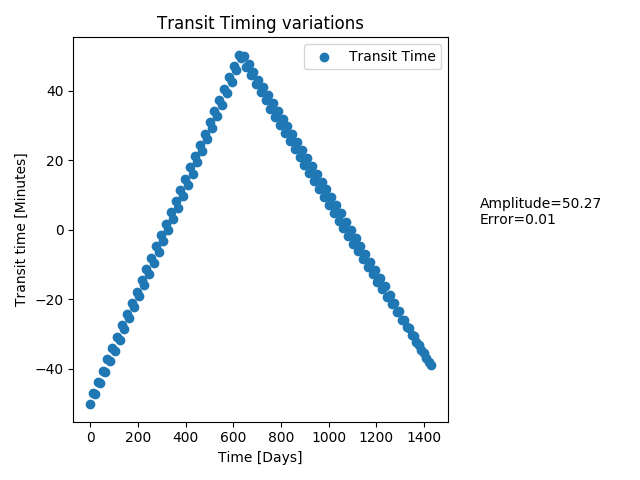 Transit Timing variations
Transit Time
Transit time [Minutes]
40
20
0
−20
−40
0 200 400 600 800 1000 1200 1400
Time [Days]
Amplitude=50.27
Error=0.01